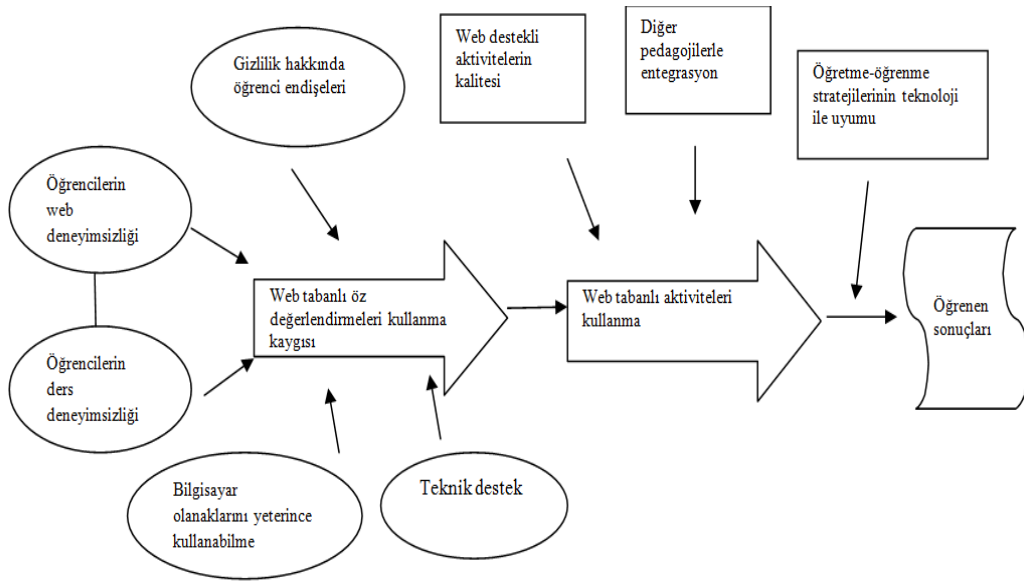 Gizlilik hakkında
öğrenci endişeleri
Web destekli
aktivitelerin
kalitesi
Diğer
pedagojilerle
entegrasyon
Öğretme-öğrenme
stratejilerinin teknoloji
ile uyumu
Öğrencilerin
web
deneyimsizliği
Web tabanlı öz
değerlendirmeleri kullanma
kaygısı
Web tabanlı aktiviteleri
kullanma
Öğrenen
sonuçları
Öğrencilerin
ders
deneyimsizliği
Bilgisayar
olanaklarını yeterince
kullanabilme
Teknik destek